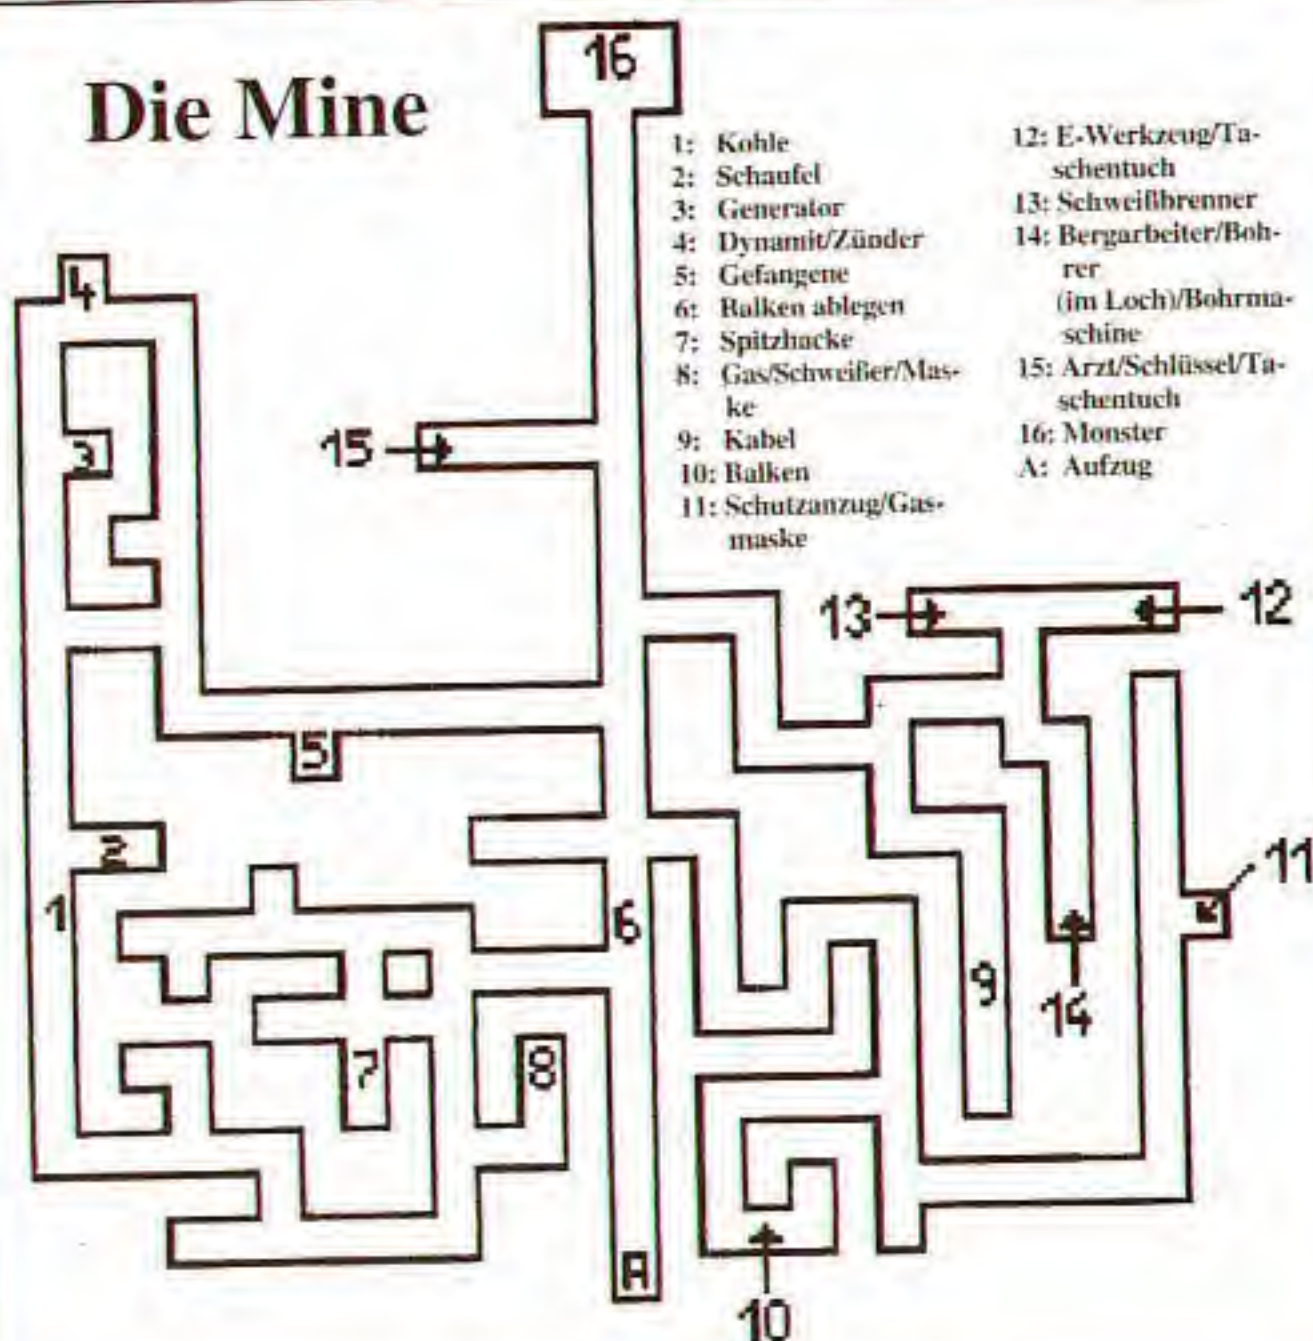 Die Mine
16
1: Kohle
2: Schaufel
3: Generator
4: Dynamit/Zünder
5: Gefangene
6: Balken ablegen
7: Spitzhacke
8: Gas/Schweißer/Mas-
ke
9: Kabel
10: Balken
11: Schutzanzug/Gas-
maske
12: E-Werkzeug/Ta-
schentuch
13: Schweißbrenner
14: Bergarbeiter/Boh-
rer
(im Loch)/Bohrma-
schine
15: Arzt/Schlüssel/Ta-
schentuch
16: Monster
A: Aufzug
4
3
15
13
12
5
2
11
1
6
9
14
7
8
A
10